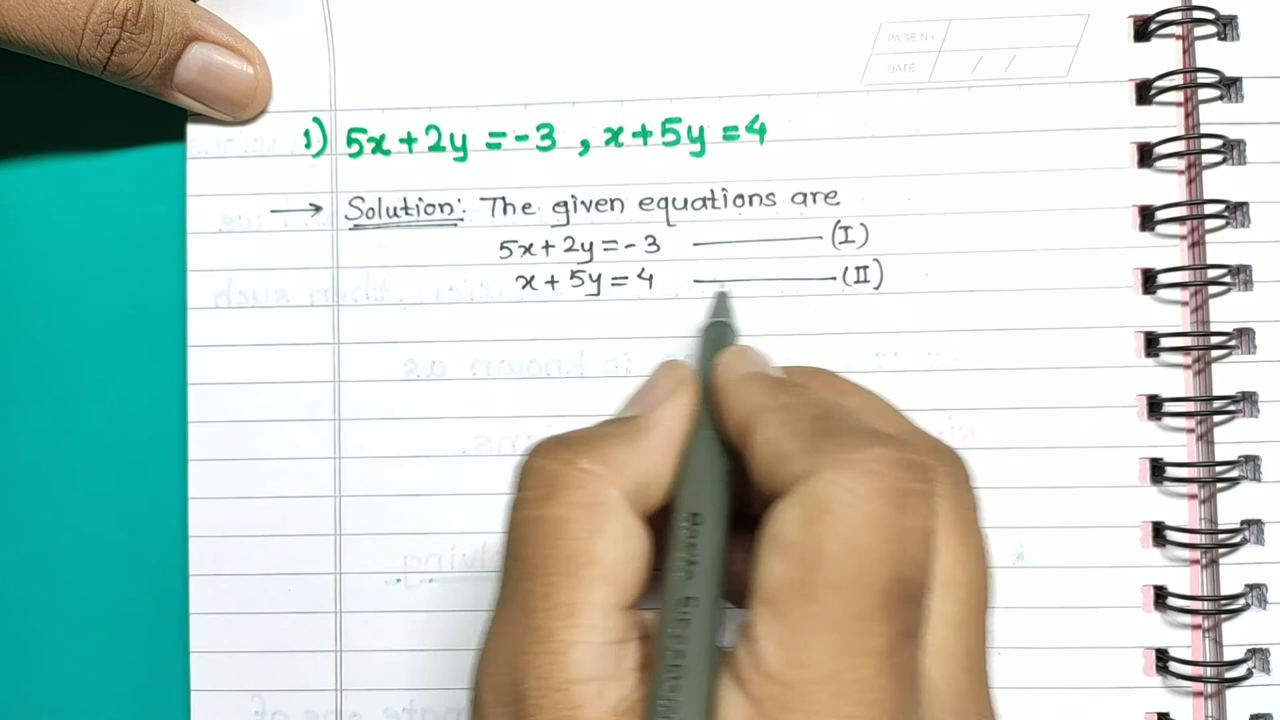 PAGE No.
DATE / /
1) 5x+2y=-3, x+5y=4
→ Solution: The given equations are
5x+2y=-3 ——— (I)
x+5y=4 ——— (II)